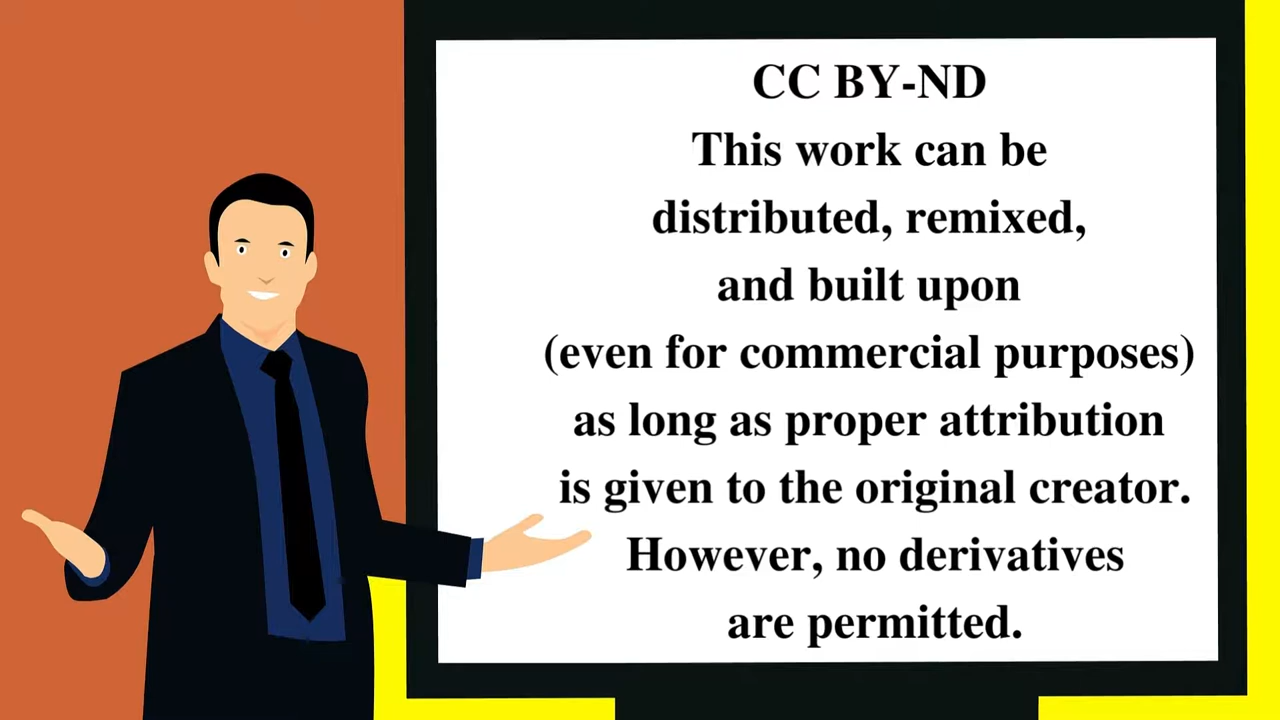 CC BY-ND
This work can be
distributed, remixed,
and built upon
(even for commercial purposes)
as long as proper attribution
is given to the original creator.
However, no derivatives
are permitted.